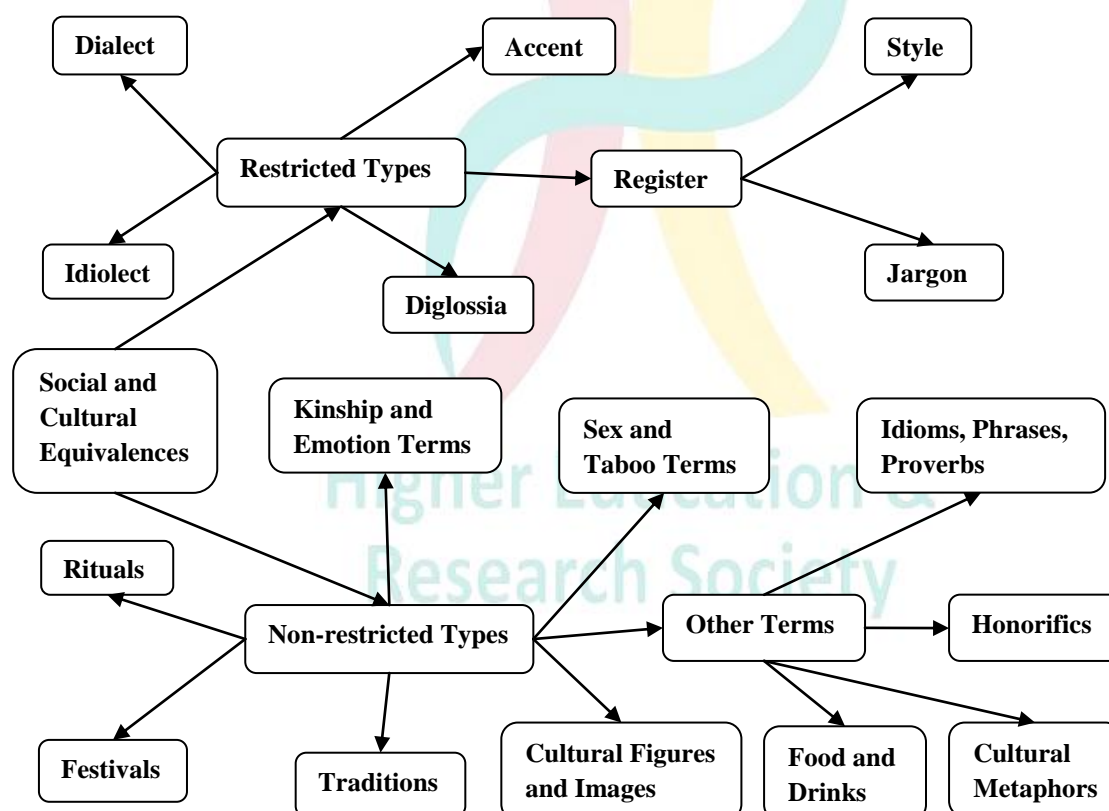 Dialect
Accent
Style
Restricted Types
Register
Idiolect
Diglossia
Jargon
Social and
Cultural
Equivalences
Kinship and
Emotion Terms
Sex and
Taboo Terms
Idioms, Phrases,
Proverbs
Higher Education &
Research Society
Rituals
Non-restricted Types
Other Terms
Honorifics
Festivals
Traditions
Cultural Figures
and Images
Food and
Drinks
Cultural
Metaphors